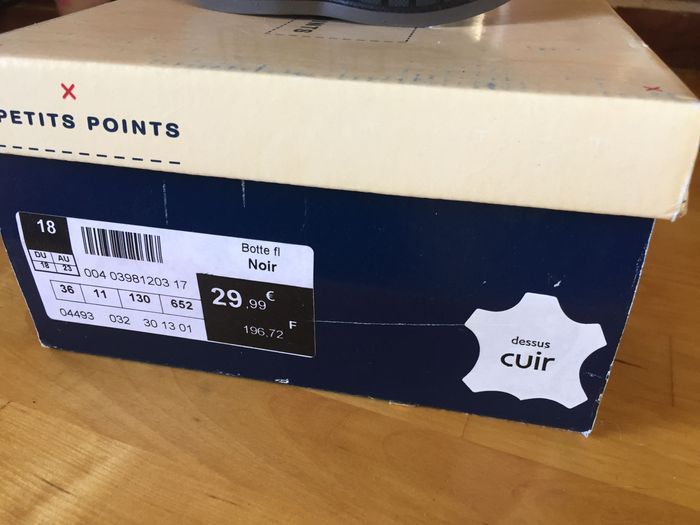 PETITS POINTS
18
DU AU
18 23
004 03981203 17
36 11 130 652
04493 032 30 13 01
Botte fl
Noir
29,99 €
196,72 F
dessus
cuir